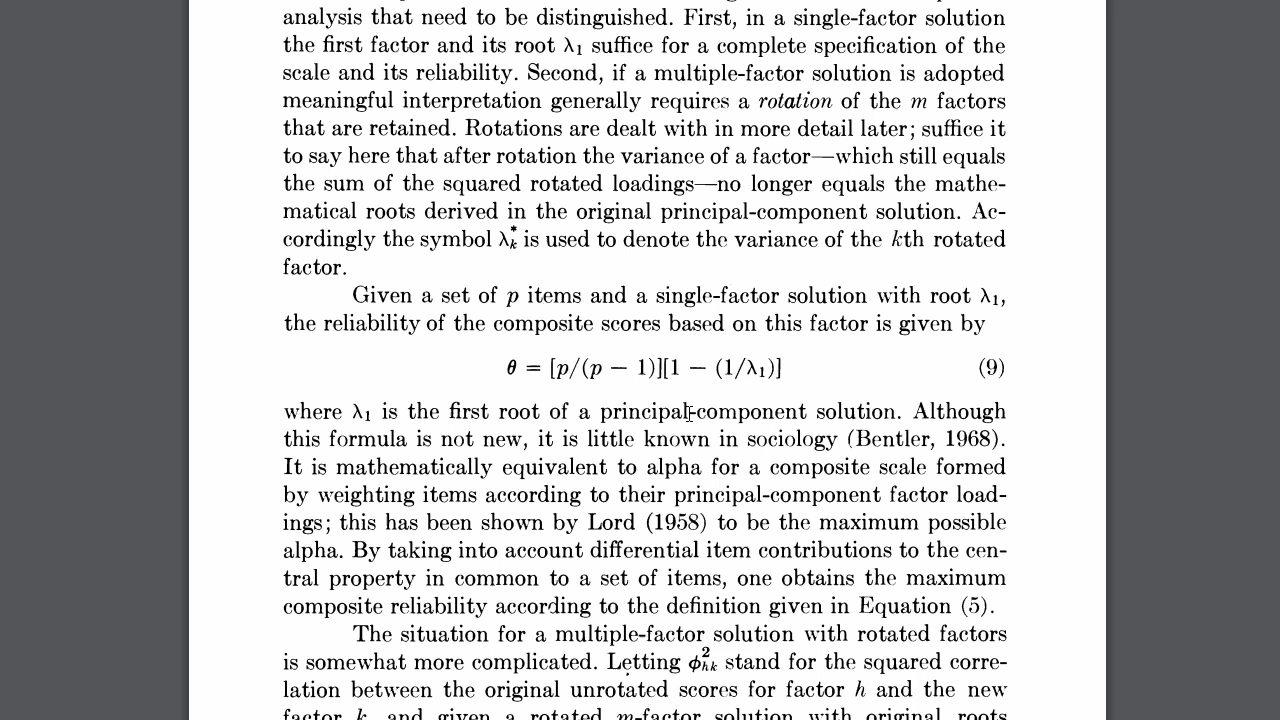 analysis that need to be distinguished. First, in a single-factor solution
the first factor and its root λ₁ suffice for a complete specification of the
scale and its reliability. Second, if a multiple-factor solution is adopted
meaningful interpretation generally requires a rotation of the m factors
that are retained. Rotations are dealt with in more detail later; suffice it
to say here that after rotation the variance of a factor—which still equals
the sum of the squared rotated loadings—no longer equals the mathe-
matical roots derived in the original principal-component solution. Ac-
cordingly the symbol λ*ₖ is used to denote the variance of the kth rotated
factor.
Given a set of p items and a single-factor solution with root λ₁,
the reliability of the composite scores based on this factor is given by
θ = [p/(p − 1)][1 − (1/λ₁)] (9)
where λ₁ is the first root of a principal-component solution. Although
this formula is not new, it is little known in sociology (Bentler, 1968).
It is mathematically equivalent to alpha for a composite scale formed
by weighting items according to their principal-component factor load-
ings; this has been shown by Lord (1958) to be the maximum possible
alpha. By taking into account differential item contributions to the cen-
tral property in common to a set of items, one obtains the maximum
composite reliability according to the definition given in Equation (5).
The situation for a multiple-factor solution with rotated factors
is somewhat more complicated. Letting ϕ²ₕₖ stand for the squared corre-
lation between the original unrotated scores for factor h and the new
factor k, and given a rotated m-factor solution with original roots